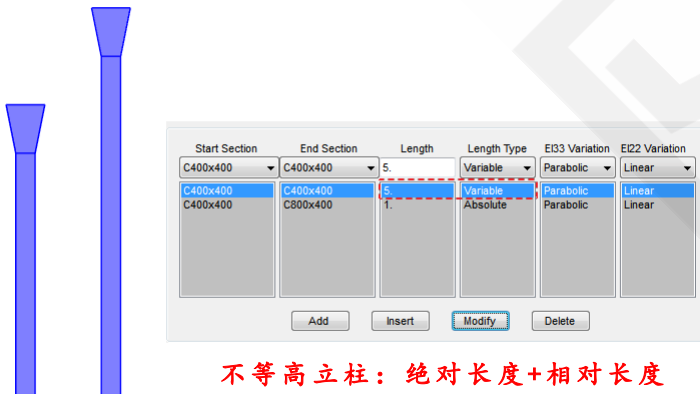 Start Section End Section Length Length Type EI33 Variation EI22 Variation
C400x400 C400x400 5. Variable Parabolic Linear
C400x400 C400x400 5. Variable Parabolic Linear
C400x400 C800x400 1. Absolute Parabolic Linear
Add Insert Modify Delete
不等高立柱：绝对长度+相对长度